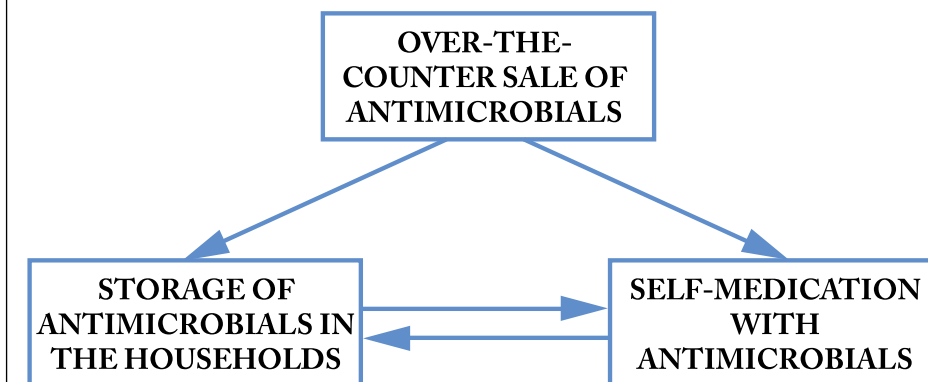 OVER-THE-
COUNTER SALE OF
ANTIMICROBIALS
STORAGE OF
ANTIMICROBIALS IN
THE HOUSEHOLDS
SELF-MEDICATION
WITH
ANTIMICROBIALS